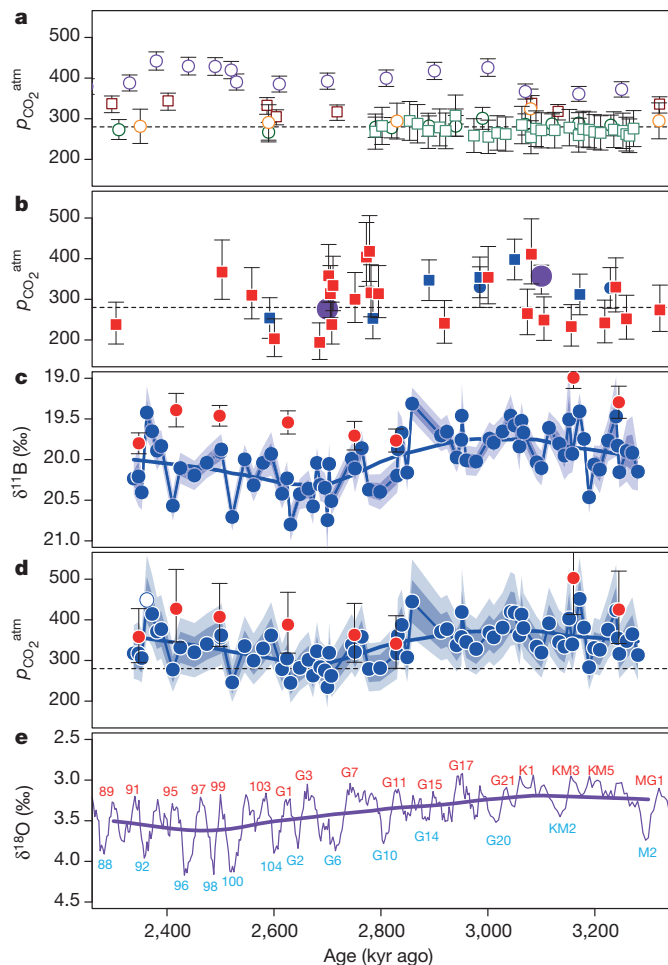 a
500
400
300
200
pCO2 atm
b
500
400
300
200
pCO2 atm
c
19.0
19.5
20.0
20.5
21.0
δ11B (‰)
d
500
400
300
200
pCO2 atm
e
2.5
3.0
3.5
4.0
4.5
δ18O (‰)
89 91 95 97 99 103 G1 G3 G7 G11 G15 G17 G21 K1 KM3 KM5 MG1
88 92 96 98 100 104 G2 G6 G10 G14 G20 KM2 M2
2,400 2,600 2,800 3,000 3,200
Age (kyr ago)